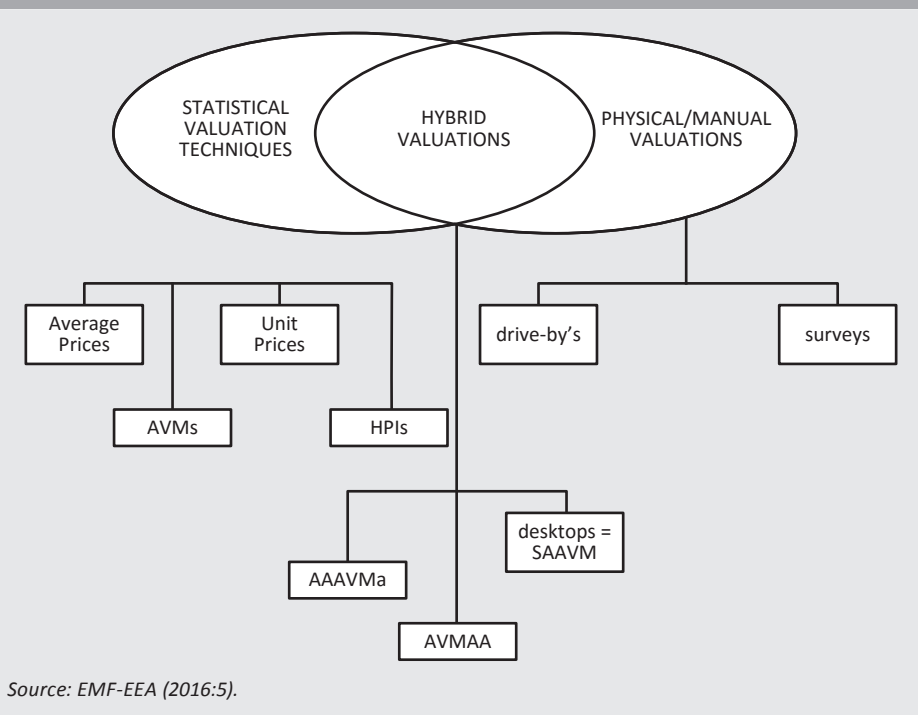 STATISTICAL
VALUATION
TECHNIQUES
HYBRID
VALUATIONS
PHYSICAL/MANUAL
VALUATIONS
Average
Prices
Unit
Prices
drive-by's
surveys
AVMs
HPIs
desktops =
SAAVM
AAAVMa
AVMAA
Source: EMF-EEA (2016:5).